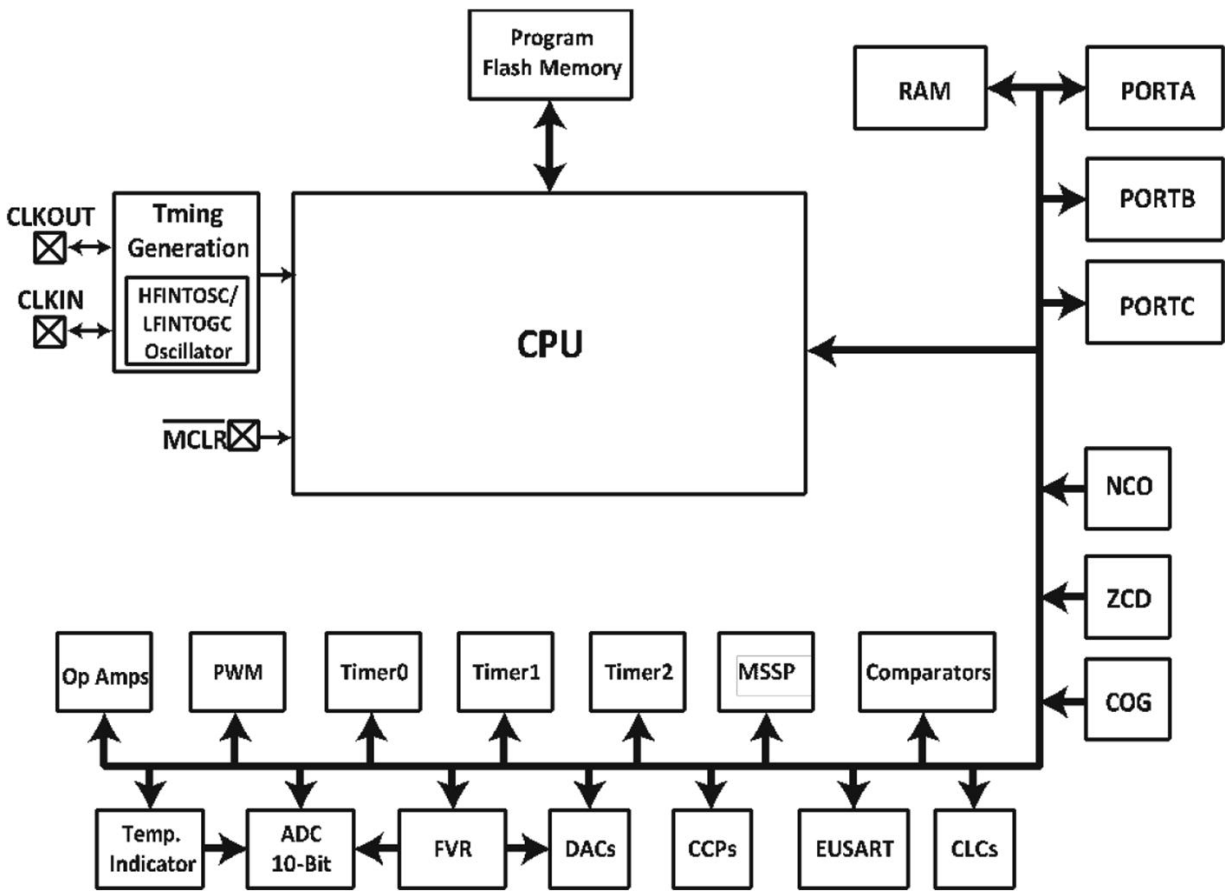 Program
Flash Memory
RAM
PORTA
PORTB
PORTC
CLKOUT
CLKIN
Tming
Generation
HFINTOSC/
LFINTOGC
Oscillator
CPU
MCLR
NCO
ZCD
COG
Op Amps
PWM
Timer0
Timer1
Timer2
MSSP
Comparators
Temp.
Indicator
ADC
10-Bit
FVR
DACs
CCPs
EUSART
CLCs